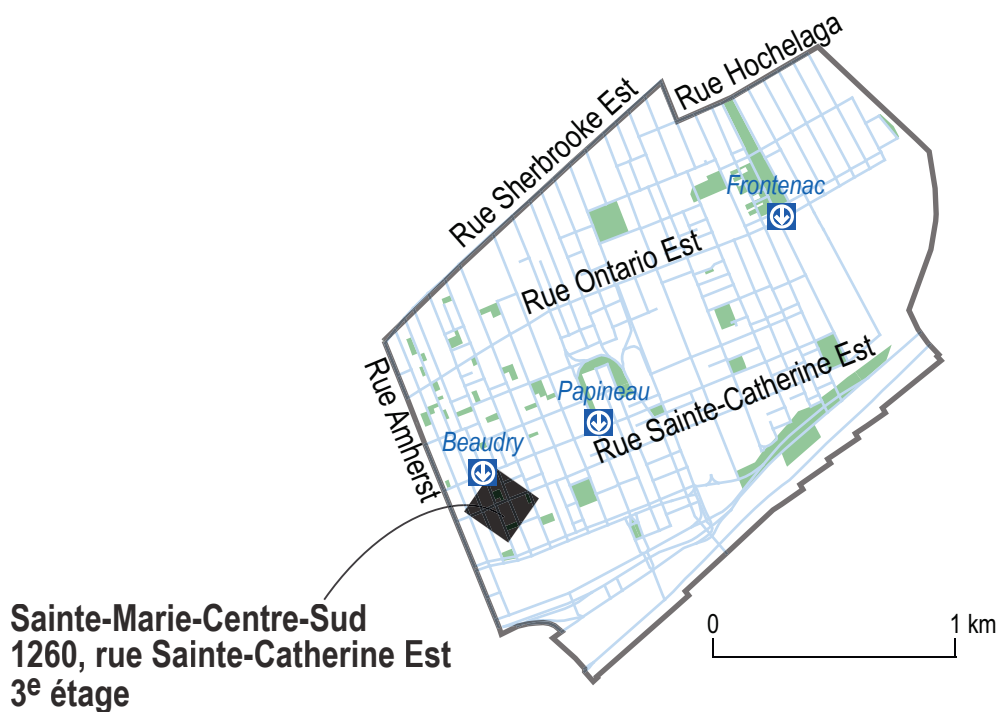 Rue Hochelaga
Rue Sherbrooke Est
Frontenac
Rue Ontario Est
Rue Amherst
Papineau
Rue Sainte-Catherine Est
Beaudry
Sainte-Marie-Centre-Sud
1260, rue Sainte-Catherine Est
3e étage
0 1 km